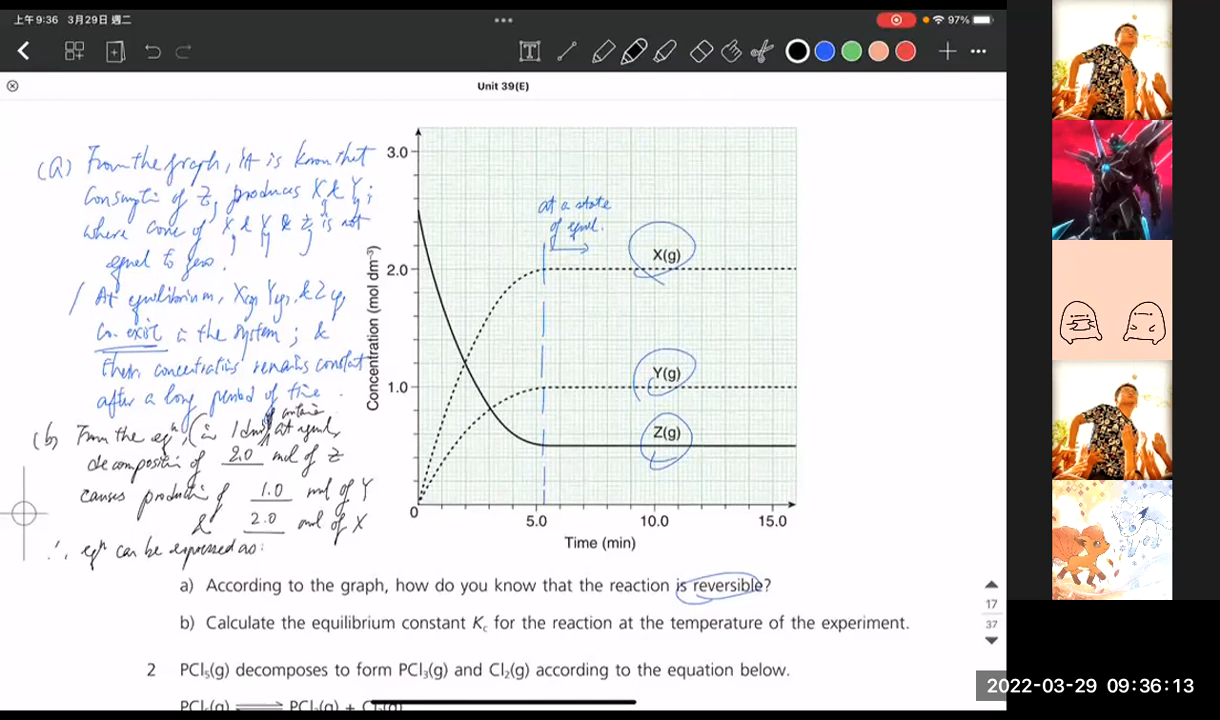 上午9:36 3月29日 週二
97%
Unit 39(E)
(a) From the graph, it is known that
consumption of Z, produces X & Y;
where conc of X, & Y & Z is not
equal to zero.
At equilibrium, X(g), Y(g), & Z(g),
co-exist in the system; &
their concentrations remains constant
after a long period of time.
(b) From the eqⁿ, (in 1dm³ container at equil,
decomposition of 2.0 mol of Z
causes production of 1.0 mol of Y
& 2.0 mol of X
∴ eqⁿ can be expressed as:
at a state
of equil.
Concentration (mol dm⁻³)
3.0
2.0
1.0
0
5.0
10.0
15.0
Time (min)
X(g)
Y(g)
Z(g)
a) According to the graph, how do you know that the reaction is reversible?
b) Calculate the equilibrium constant Kc for the reaction at the temperature of the experiment.
2 PCl₅(g) decomposes to form PCl₃(g) and Cl₂(g) according to the equation below.
PCl₅(g) ⇌ PCl₃(g) + Cl₂(g)
17
37
2022-03-29 09:36:13